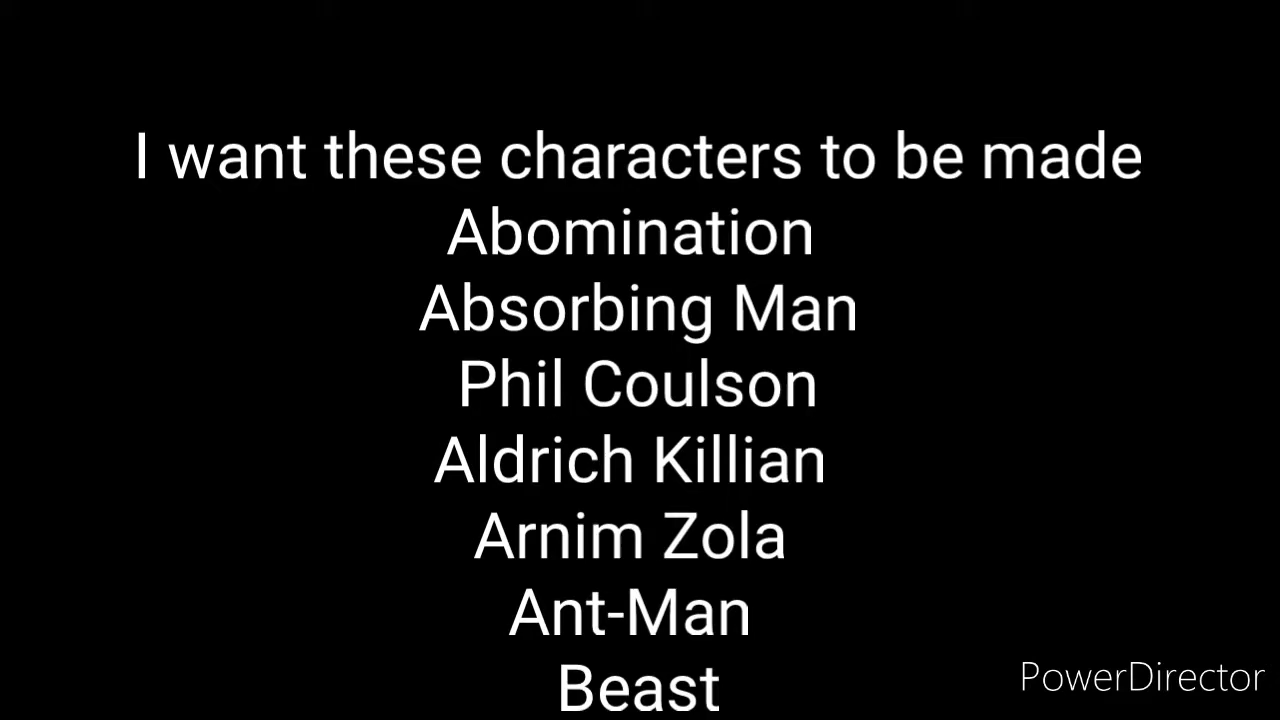 I want these characters to be made
Abomination
Absorbing Man
Phil Coulson
Aldrich Killian
Arnim Zola
Ant-Man
Beast
PowerDirector